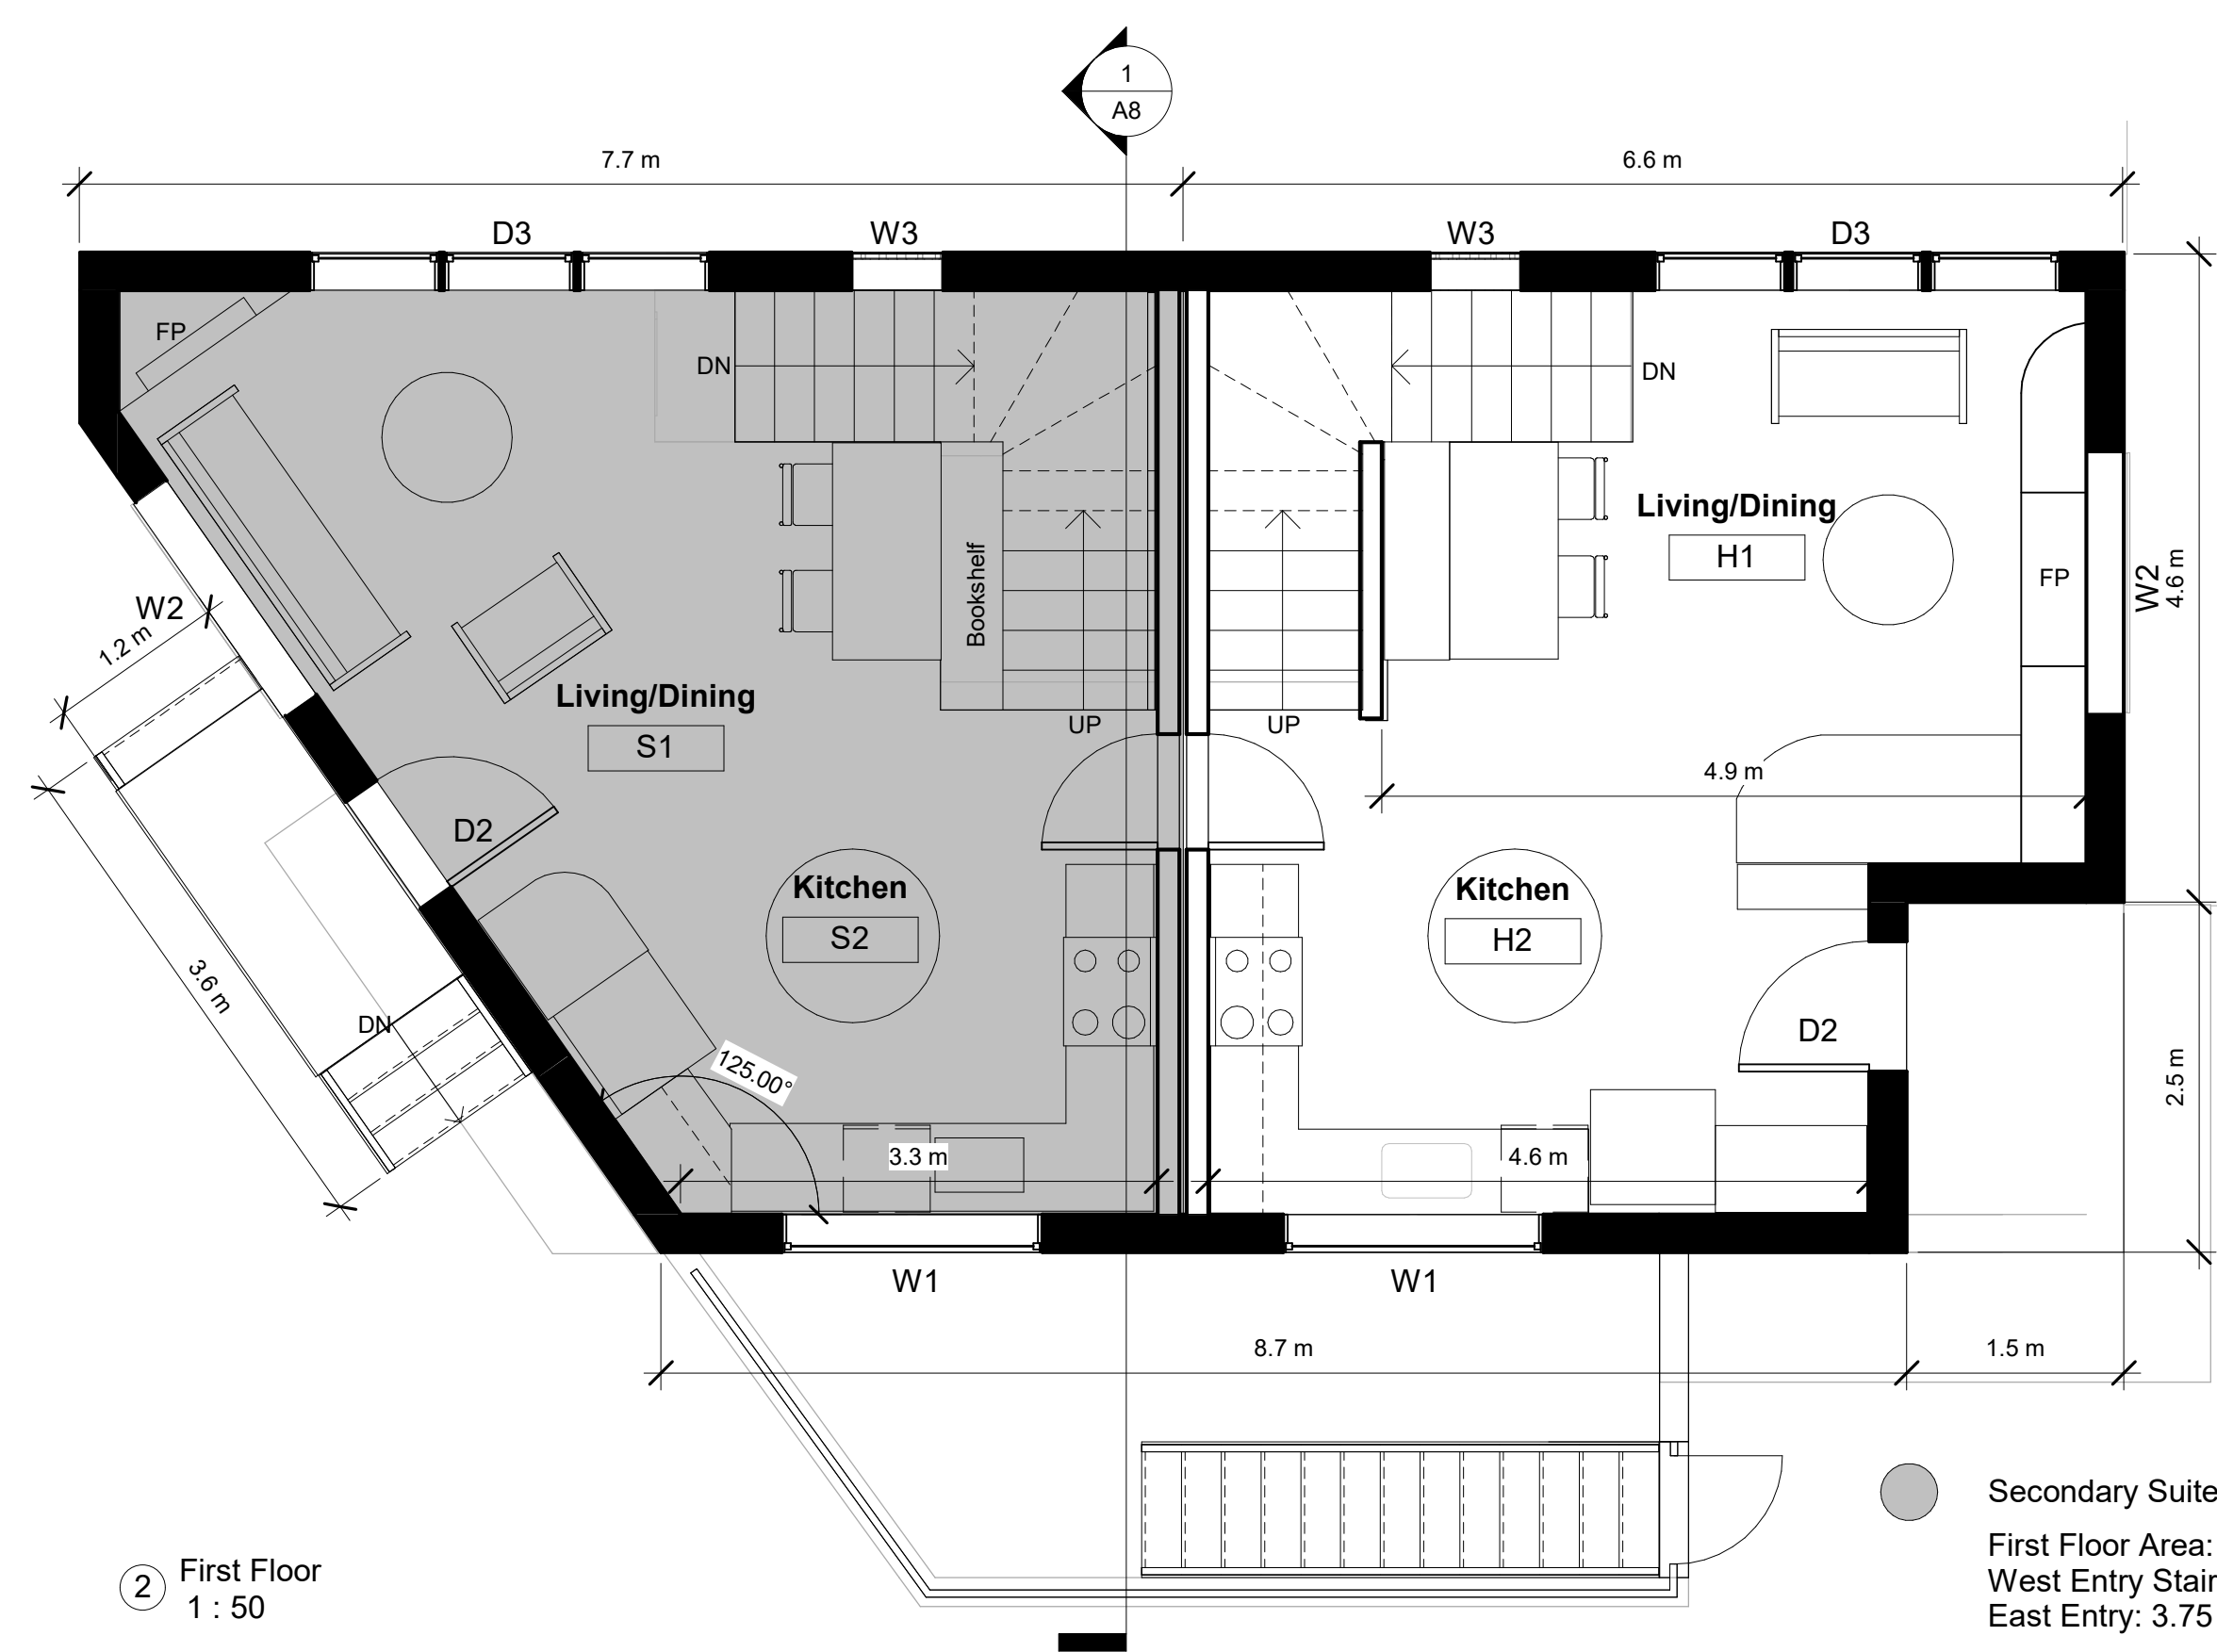 1
A8
7.7 m
6.6 m
D3
W3
W3
D3
FP
DN
DN
Living/Dining
H1
Bookshelf
FP
W2
4.6 m
W2
1.2 m
Living/Dining
S1
UP
UP
4.9 m
D2
Kitchen
S2
Kitchen
H2
3.6 m
DN
D2
125.00°
2.5 m
3.3 m
4.6 m
W1
W1
8.7 m
1.5 m
Secondary Suite
First Floor Area:
West Entry Stair
East Entry: 3.75
2
First Floor
1 : 50